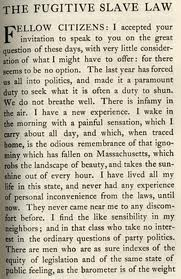 THE FUGITIVE SLAVE LAW
FELLOW CITIZENS: I accepted your
invitation to speak to you on the great
question of these days, with very little consider-
ation of what I might have to offer: for there
seems to be no option. The last year has forced
us all into politics, and made it a paramount
duty to seek what it is often a duty to shun.
We do not breathe well. There is infamy in
the air. I have a new experience. I wake in
the morning with a painful sensation, which I
carry about all day, and which, when traced
home, is the odious remembrance of that igno-
miny which has fallen on Massachusetts, which
robs the landscape of beauty, and takes the sun-
shine out of every hour. I have lived all my
life in this state, and never had any experience
of personal inconvenience from the laws, until
now. They never came near me to any discom-
fort before. I find the like sensibility in my
neighbors; and in that class who take no inter-
est in the ordinary questions of party politics.
There are men who are as sure indexes of the
equity of legislation and of the sane state of
public feeling, as the barometer is of the weight